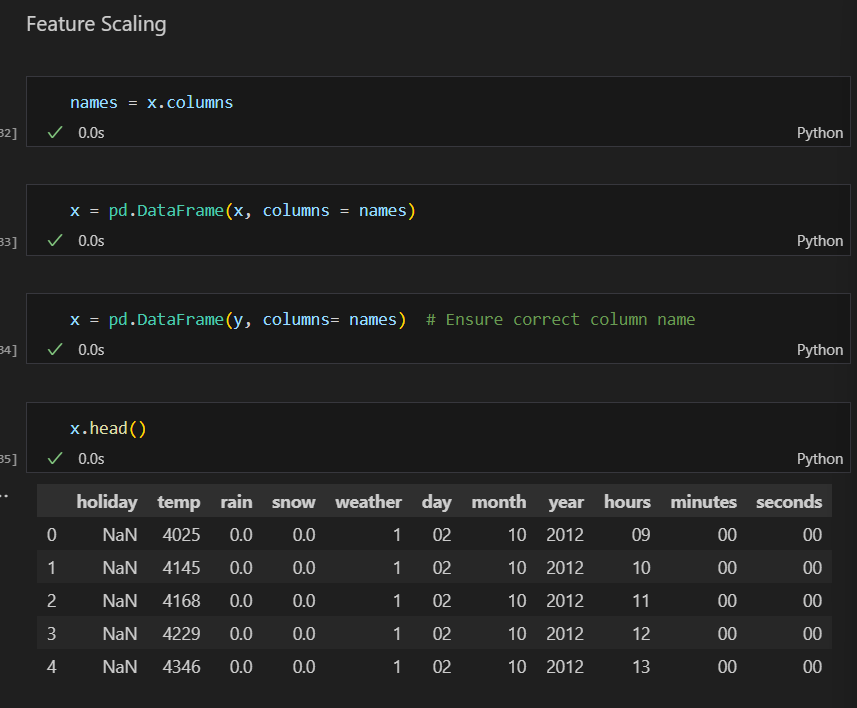 Feature Scaling
names = x.columns
32]
0.0s
Python
x = pd.DataFrame(x, columns = names)
33]
0.0s
Python
x = pd.DataFrame(y, columns= names)  # Ensure correct column name
34]
0.0s
Python
x.head()
35]
0.0s
Python
..
holiday temp rain snow weather day month year hours minutes seconds
0 NaN 4025 0.0 0.0 1 02 10 2012 09 00 00
1 NaN 4145 0.0 0.0 1 02 10 2012 10 00 00
2 NaN 4168 0.0 0.0 1 02 10 2012 11 00 00
3 NaN 4229 0.0 0.0 1 02 10 2012 12 00 00
4 NaN 4346 0.0 0.0 1 02 10 2012 13 00 00